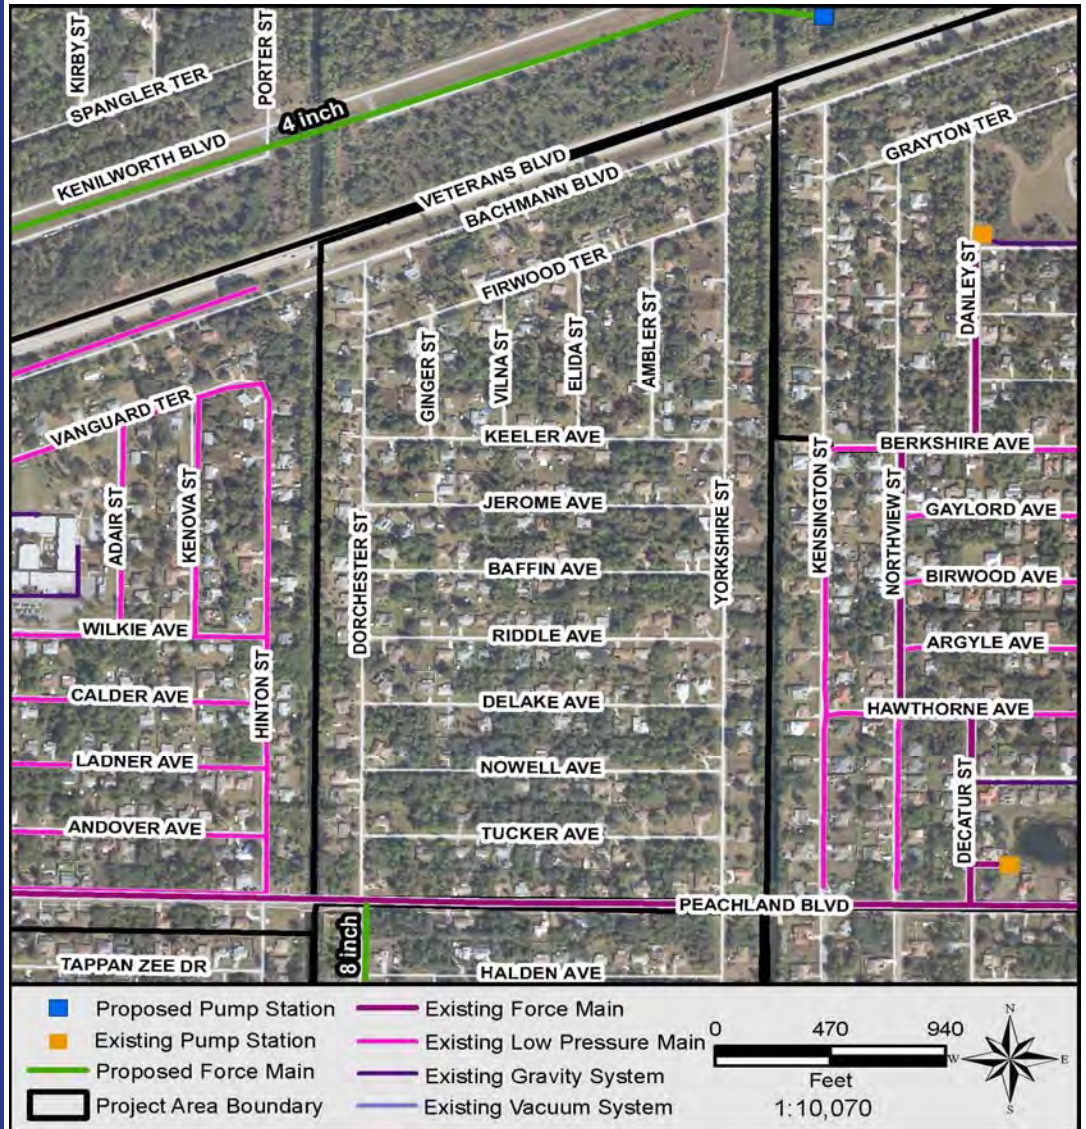 KIRBY ST
SPANGLER TER
PORTER ST
4 inch
KENILWORTH BLVD
VETERANS BLVD
BACHMANN BLVD
GRAYTON TER
FIRWOOD TER
DANLEY ST
GINGER ST
VILNA ST
ELIDA ST
AMBLER ST
VANGUARD TER
ADAIR ST
KENOVA ST
KEELER AVE
BERKSHIRE AVE
JEROME AVE
GAYLORD AVE
DORCHESTER ST
YORKSHIRE ST
KENSINGTON ST
NORTHVIEW ST
BAFFIN AVE
BIRWOOD AVE
WILKIE AVE
RIDDLE AVE
ARGYLE AVE
CALDER AVE
HINTON ST
DELAKE AVE
HAWTHORNE AVE
LADNER AVE
NOWELL AVE
DECATUR ST
ANDOVER AVE
TUCKER AVE
PEACHLAND BLVD
8 inch
TAPPAN ZEE DR
HALDEN AVE
Proposed Pump Station
Existing Pump Station
Proposed Force Main
Project Area Boundary
Existing Force Main
Existing Low Pressure Main
Existing Gravity System
Existing Vacuum System
0 470 940
Feet
1:10,070
N
W E
S